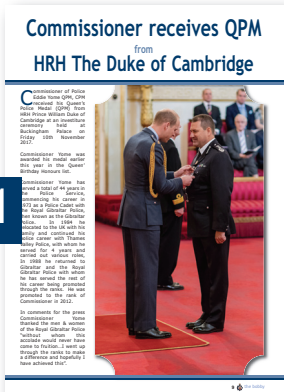 Commissioner receives QPM
from
HRH The Duke of Cambridge
Commissioner of Police
Eddie Yome QPM, CPM
received his Queen's
Police Medal (QPM) from
HRH Prince William Duke of
Cambridge at an investiture
ceremony held at
Buckingham Palace on
Friday 10th November
2017.
Commissioner Yome was
awarded his medal earlier
this year in the Queen'
Birthday Honours list.
Commissioner Yome has
served a total of 44 years in
the Police Service,
commencing his career in
1973 as a Police Cadet with
the Royal Gibraltar Police,
then known as the Gibraltar
Police. In 1984 he
relocated to the UK with his
family and continued his
police career with Thames
Valley Police, with whom he
served for 4 years and
carried out various roles,
In 1988 he returned to
Gibraltar and the Royal
Gibraltar Police with whom
he has served the rest of
his career being promoted
through the ranks. He was
promoted to the rank of
Commissioner in 2012.
In comments for the press
Commissioner Yome
thanked the men & women
of the Royal Gibraltar Police
"without whom this
accolade would never have
come to fruition…I went up
through the ranks to make
a difference and hopefully I
have achieved this".